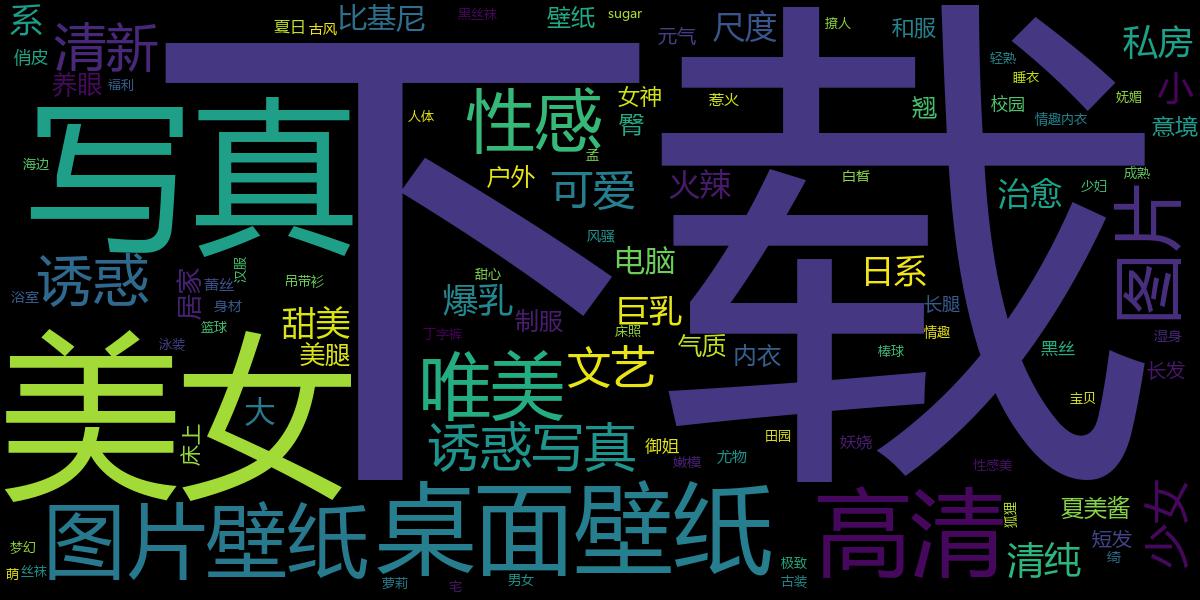 系
清新
俏皮
养眼
福利
夏日
古风
比基尼
黑丝袜
壁纸
sugar
元气
尺度
撩人
和服
轻熟
睡衣
私房
小
妩媚
意境
下载
写真
海边
人体
性感
女神
臀
孟
户外
可爱
惹火
翘
校园
情趣内衣
火辣
白皙
治愈
少妇
成熟
图片
诱惑
浴室
居家
蕾丝
身材
汉服
吊带衫
风骚
电脑
甜心
爆乳
制服
巨乳
床照
日系
长腿
情趣
篮球
泳装
甜美
美腿
丁字裤
气质
内衣
棒球
黑丝
湿身
长发
美女
大
床上
唯美
文艺
宝贝
诱惑写真
御姐
嫩模
尤物
田园
妖娆
性感美
图片壁纸
桌面壁纸
高清
狐狸
夏美酱
少女
短发
绮
清纯
梦幻
萌
丝袜
萝莉
宅
男女
极致
古装